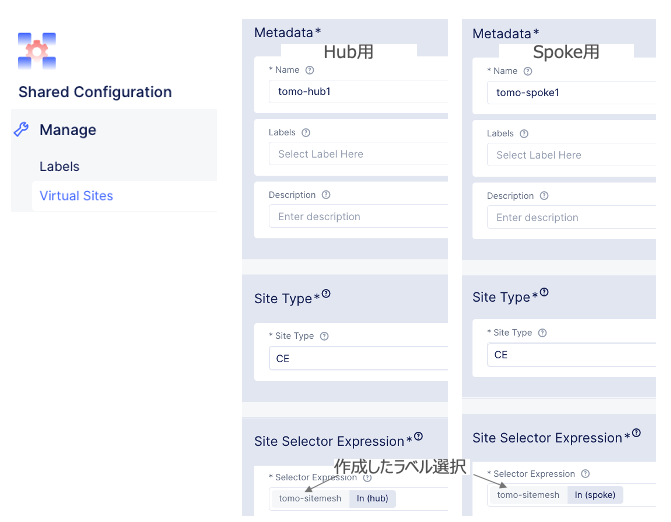 Shared Configuration
Manage
Labels
Virtual Sites
Metadata*
Hub用
* Name
tomo-hub1
Labels
Select Label Here
Description
Enter description
Site Type*
* Site Type
CE
Site Selector Expression*
* Selector Expression
tomo-sitemesh In (hub)
Metadata*
Spoke用
* Name
tomo-spoke1
Labels
Select Label Here
Description
Enter description
Site Type*
* Site Type
CE
Site Selector Expression*
* Selector Expression
tomo-sitemesh In (spoke)
作成したラベル選択